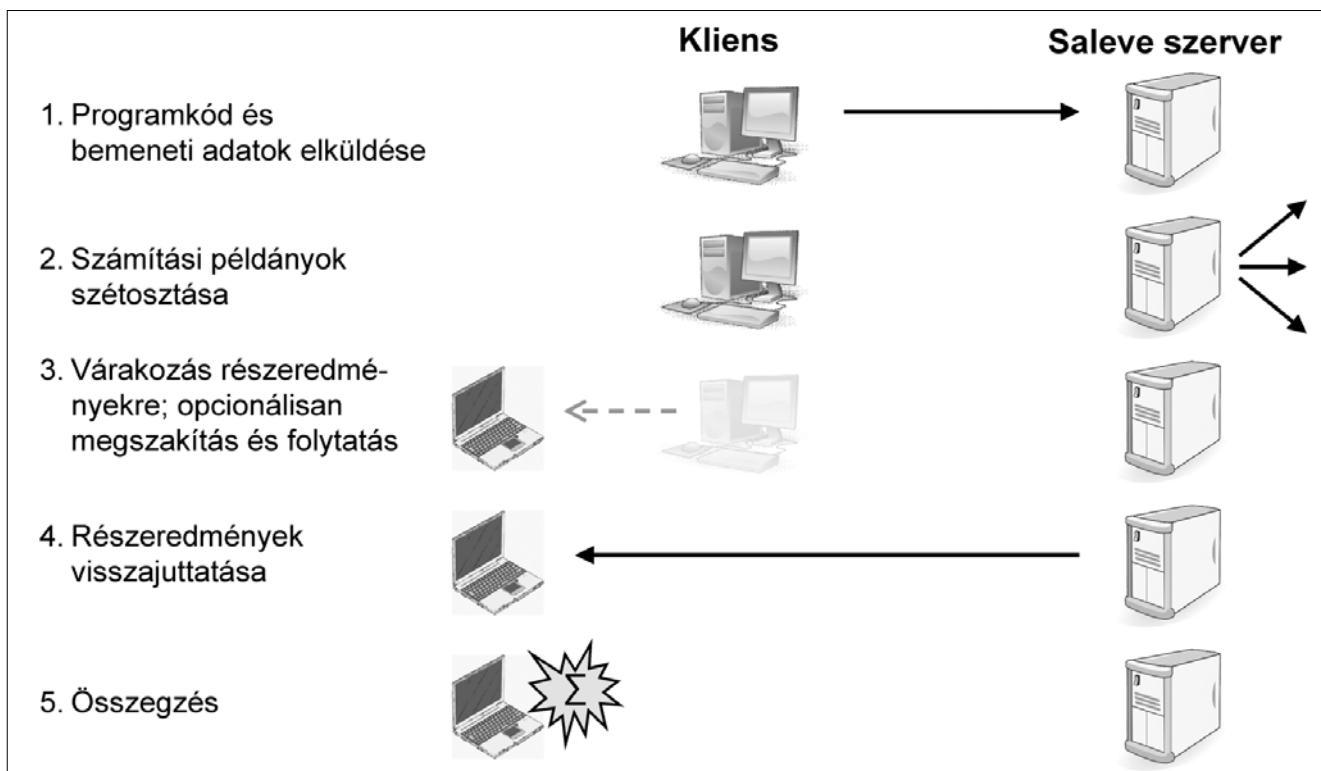 Kliens
Saleve szerver
1. Programkód és
bemeneti adatok elküldése
2. Számítási példányok
szétosztása
3. Várakozás részeredmé-
nyekre; opcionálisan
megszakítás és folytatás
4. Részeredmények
visszajuttatása
5. Összegzés
Σ